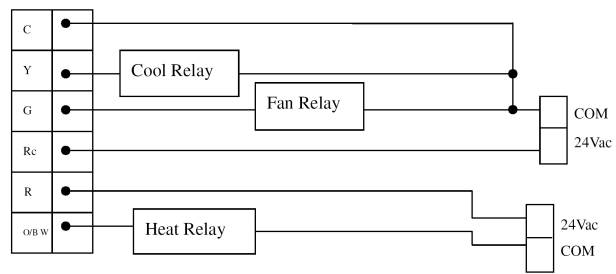 C
Y
Cool Relay
G
Fan Relay
COM
Rc
24Vac
R
O/B W
Heat Relay
24Vac
COM